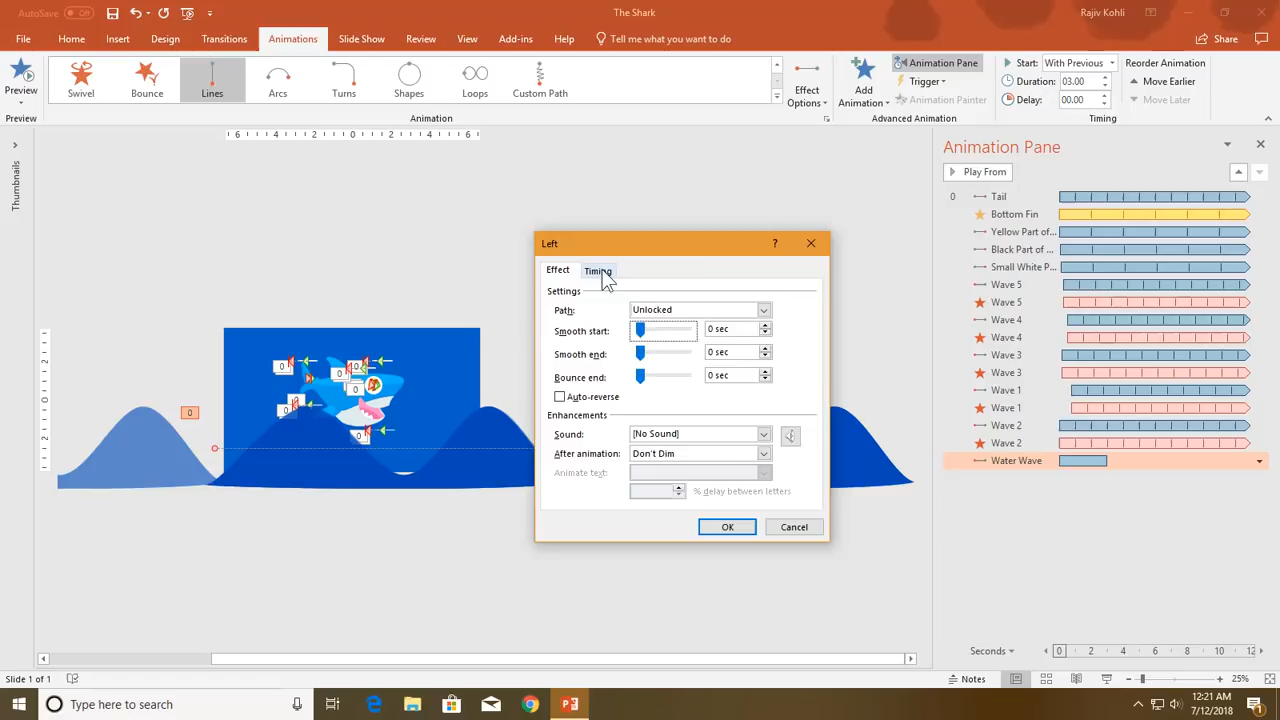 AutoSave Off The Shark Rajiv Kohli
File Home Insert Design Transitions Animations Slide Show Review View Add-ins Help Tell me what you want to do Share
Preview Swivel Bounce Lines Arcs Turns Shapes Loops Custom Path Effect Options Add Animation Animation Pane Trigger Animation Painter Start: With Previous Duration: 03.00 Delay: 00.00 Reorder Animation Move Earlier Move Later
Preview Animation Advanced Animation Timing
6 4 2 0 2 4 6
Thumbnails
Animation Pane
Play From
0 Tail
Bottom Fin
Yellow Part of...
Black Part of ...
Small White P...
Wave 5
Wave 5
Wave 4
Wave 4
Wave 3
Wave 3
Wave 1
Wave 1
Wave 2
Wave 2
Water Wave
Left ?
Effect Timing
Settings
Path: Unlocked
Smooth start: 0 sec
Smooth end: 0 sec
Bounce end: 0 sec
Auto-reverse
Enhancements
Sound: [No Sound]
After animation: Don't Dim
Animate text:
% delay between letters
OK Cancel
Seconds 0 2 4 6 8 10 12
Slide 1 of 1 Notes 25%
Type here to search 12:21 AM
7/12/2018